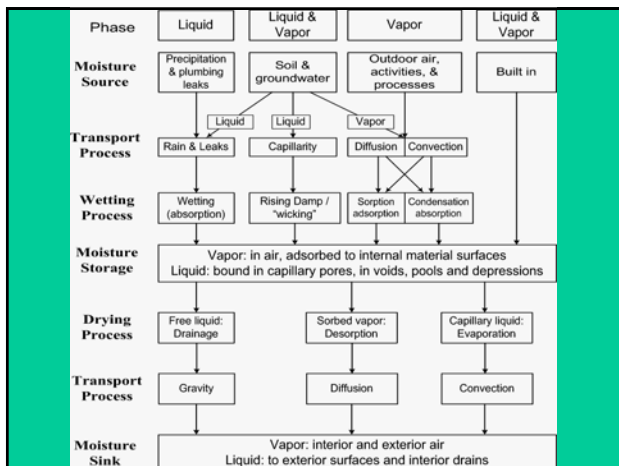 Phase
Liquid
Liquid &
Vapor
Vapor
Liquid &
Vapor
Moisture
Source
Precipitation
& plumbing
leaks
Soil &
groundwater
Outdoor air,
activities, &
processes
Built in
Liquid
Liquid
Vapor
Transport
Process
Rain & Leaks
Capillarity
Diffusion
Convection
Wetting
Process
Wetting
(absorption)
Rising Damp /
"wicking"
Sorption
adsorption
Condensation
absorption
Moisture
Storage
Vapor: in air, adsorbed to internal material surfaces
Liquid: bound in capillary pores, in voids, pools and depressions
Drying
Process
Free liquid:
Drainage
Sorbed vapor:
Desorption
Capillary liquid:
Evaporation
Transport
Process
Gravity
Diffusion
Convection
Moisture
Sink
Vapor: interior and exterior air
Liquid: to exterior surfaces and interior drains